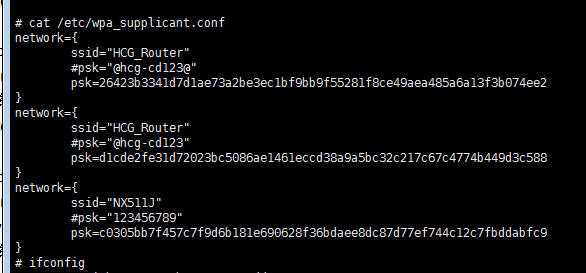 # cat /etc/wpa_supplicant.conf
network={
ssid="HCG_Router"
#psk="@hcg-cd123@"
psk=26423b3341d7d1ae73a2be3ec1bf9bb9f55281f8ce49aea485a6a13f3b074ee2
}
network={
ssid="HCG_Router"
#psk="@hcg-cd123"
psk=d1cde2fe31d72023bc5086ae1461eccd38a9a5bc32c217c67c4774b449d3c588
}
network={
ssid="NX511J"
#psk="123456789"
psk=c0305bb7f457c7f9d6b181e690628f36bdaee8dc87d77ef744c12c7fbddabfc9
}
# ifconfig